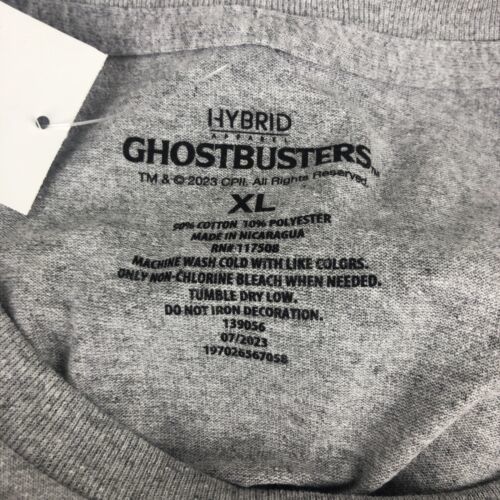 HYBRID
APPAREL
GHOSTBUSTERS™
TM & © 2023 CPII. All Rights Reserved.
XL
90% COTTON 10% POLYESTER
MADE IN NICARAGUA
RN# 117508
MACHINE WASH COLD WITH LIKE COLORS.
ONLY NON-CHLORINE BLEACH WHEN NEEDED.
TUMBLE DRY LOW.
DO NOT IRON DECORATION.
139056
07/2023
197026567058